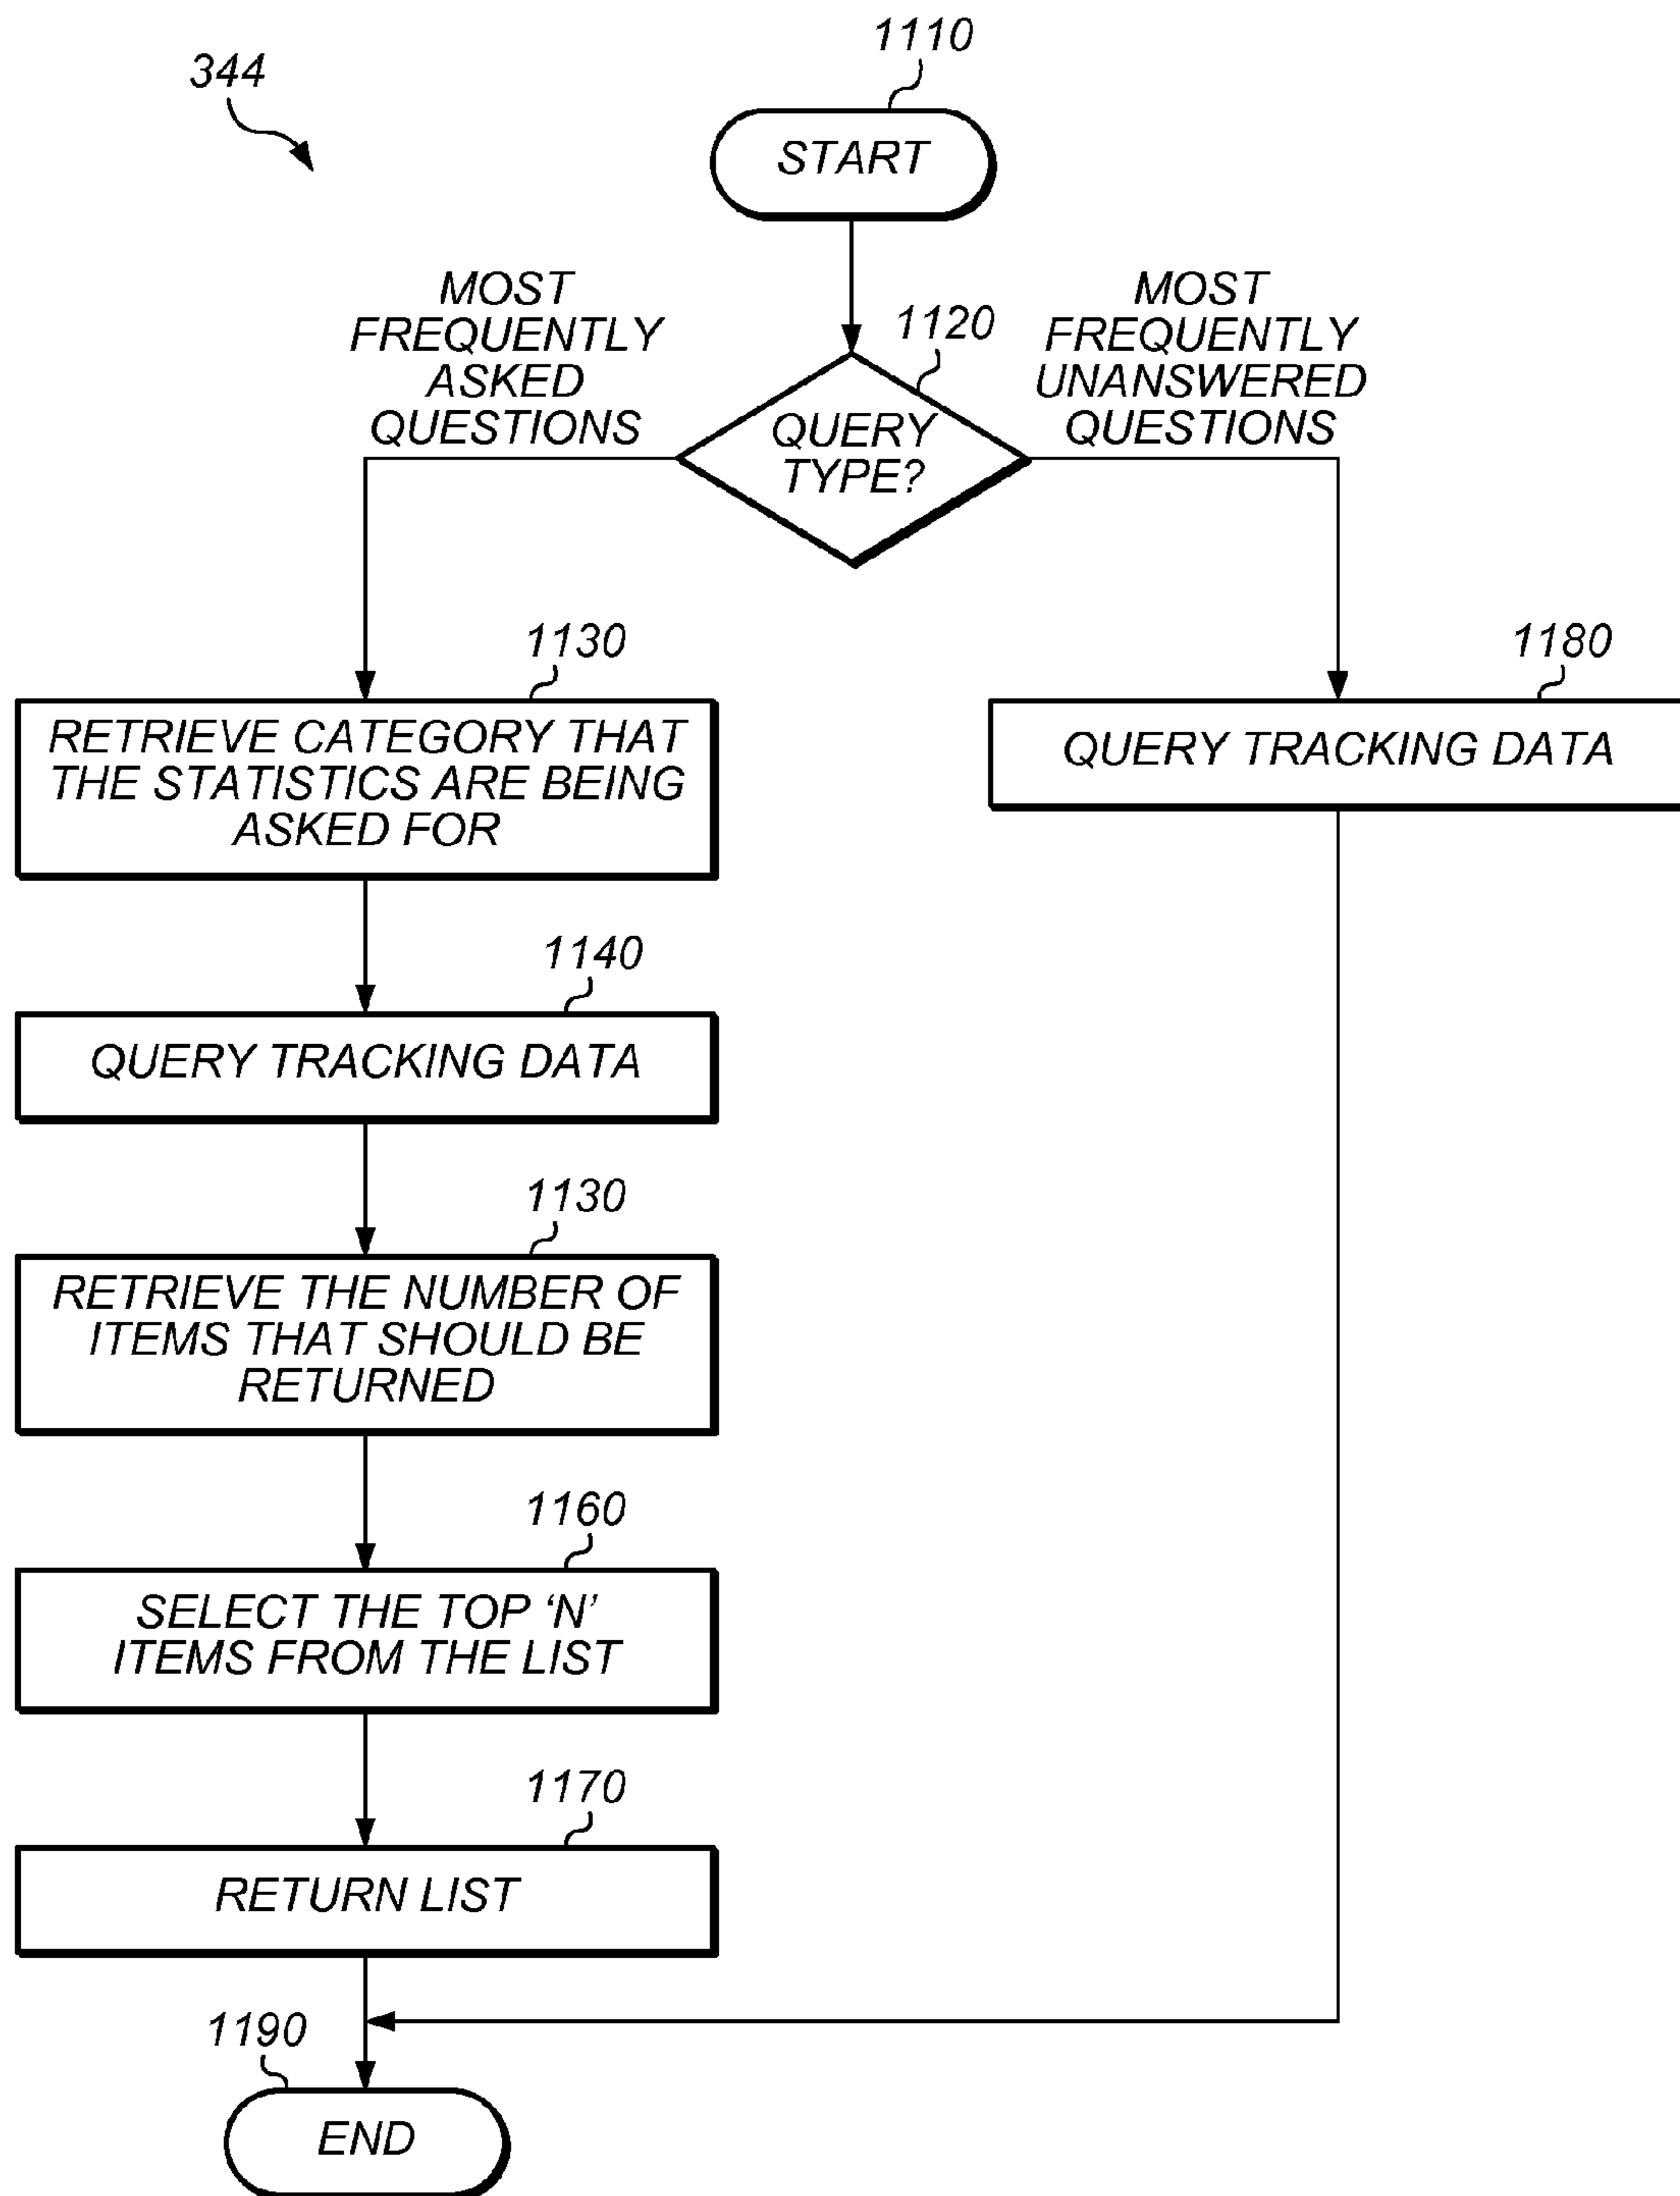 344
1110
START
MOST
FREQUENTLY
ASKED
QUESTIONS
1120
QUERY
TYPE?
MOST
FREQUENTLY
UNANSWERED
QUESTIONS
1130
RETRIEVE CATEGORY THAT
THE STATISTICS ARE BEING
ASKED FOR
1180
QUERY TRACKING DATA
1140
QUERY TRACKING DATA
1130
RETRIEVE THE NUMBER OF
ITEMS THAT SHOULD BE
RETURNED
1160
SELECT THE TOP ‘N’
ITEMS FROM THE LIST
1170
RETURN LIST
1190
END